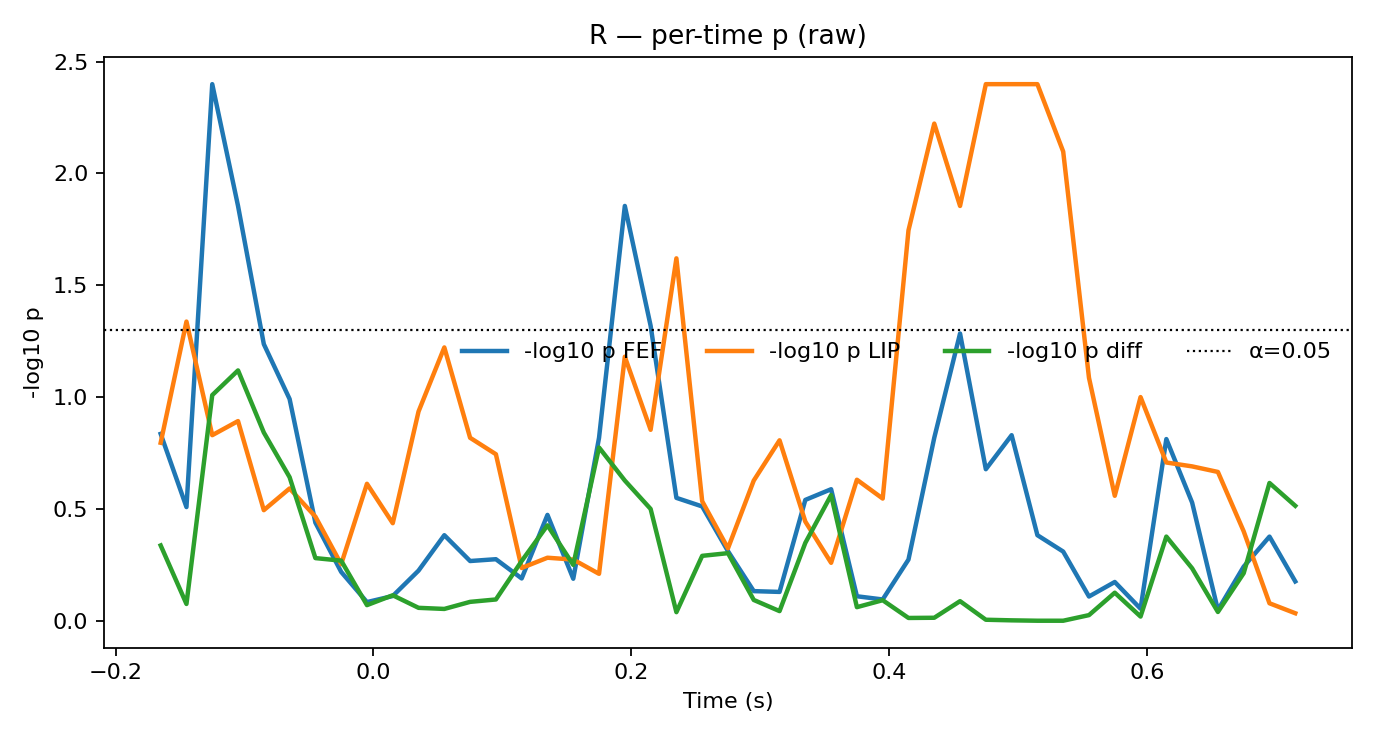 R — per-time p (raw)
2.5
2.0
1.5
1.0
0.5
0.0
-log10 p
-log10 p FEF -log10 p LIP -log10 p diff α=0.05
−0.2 0.0 0.2 0.4 0.6
Time (s)